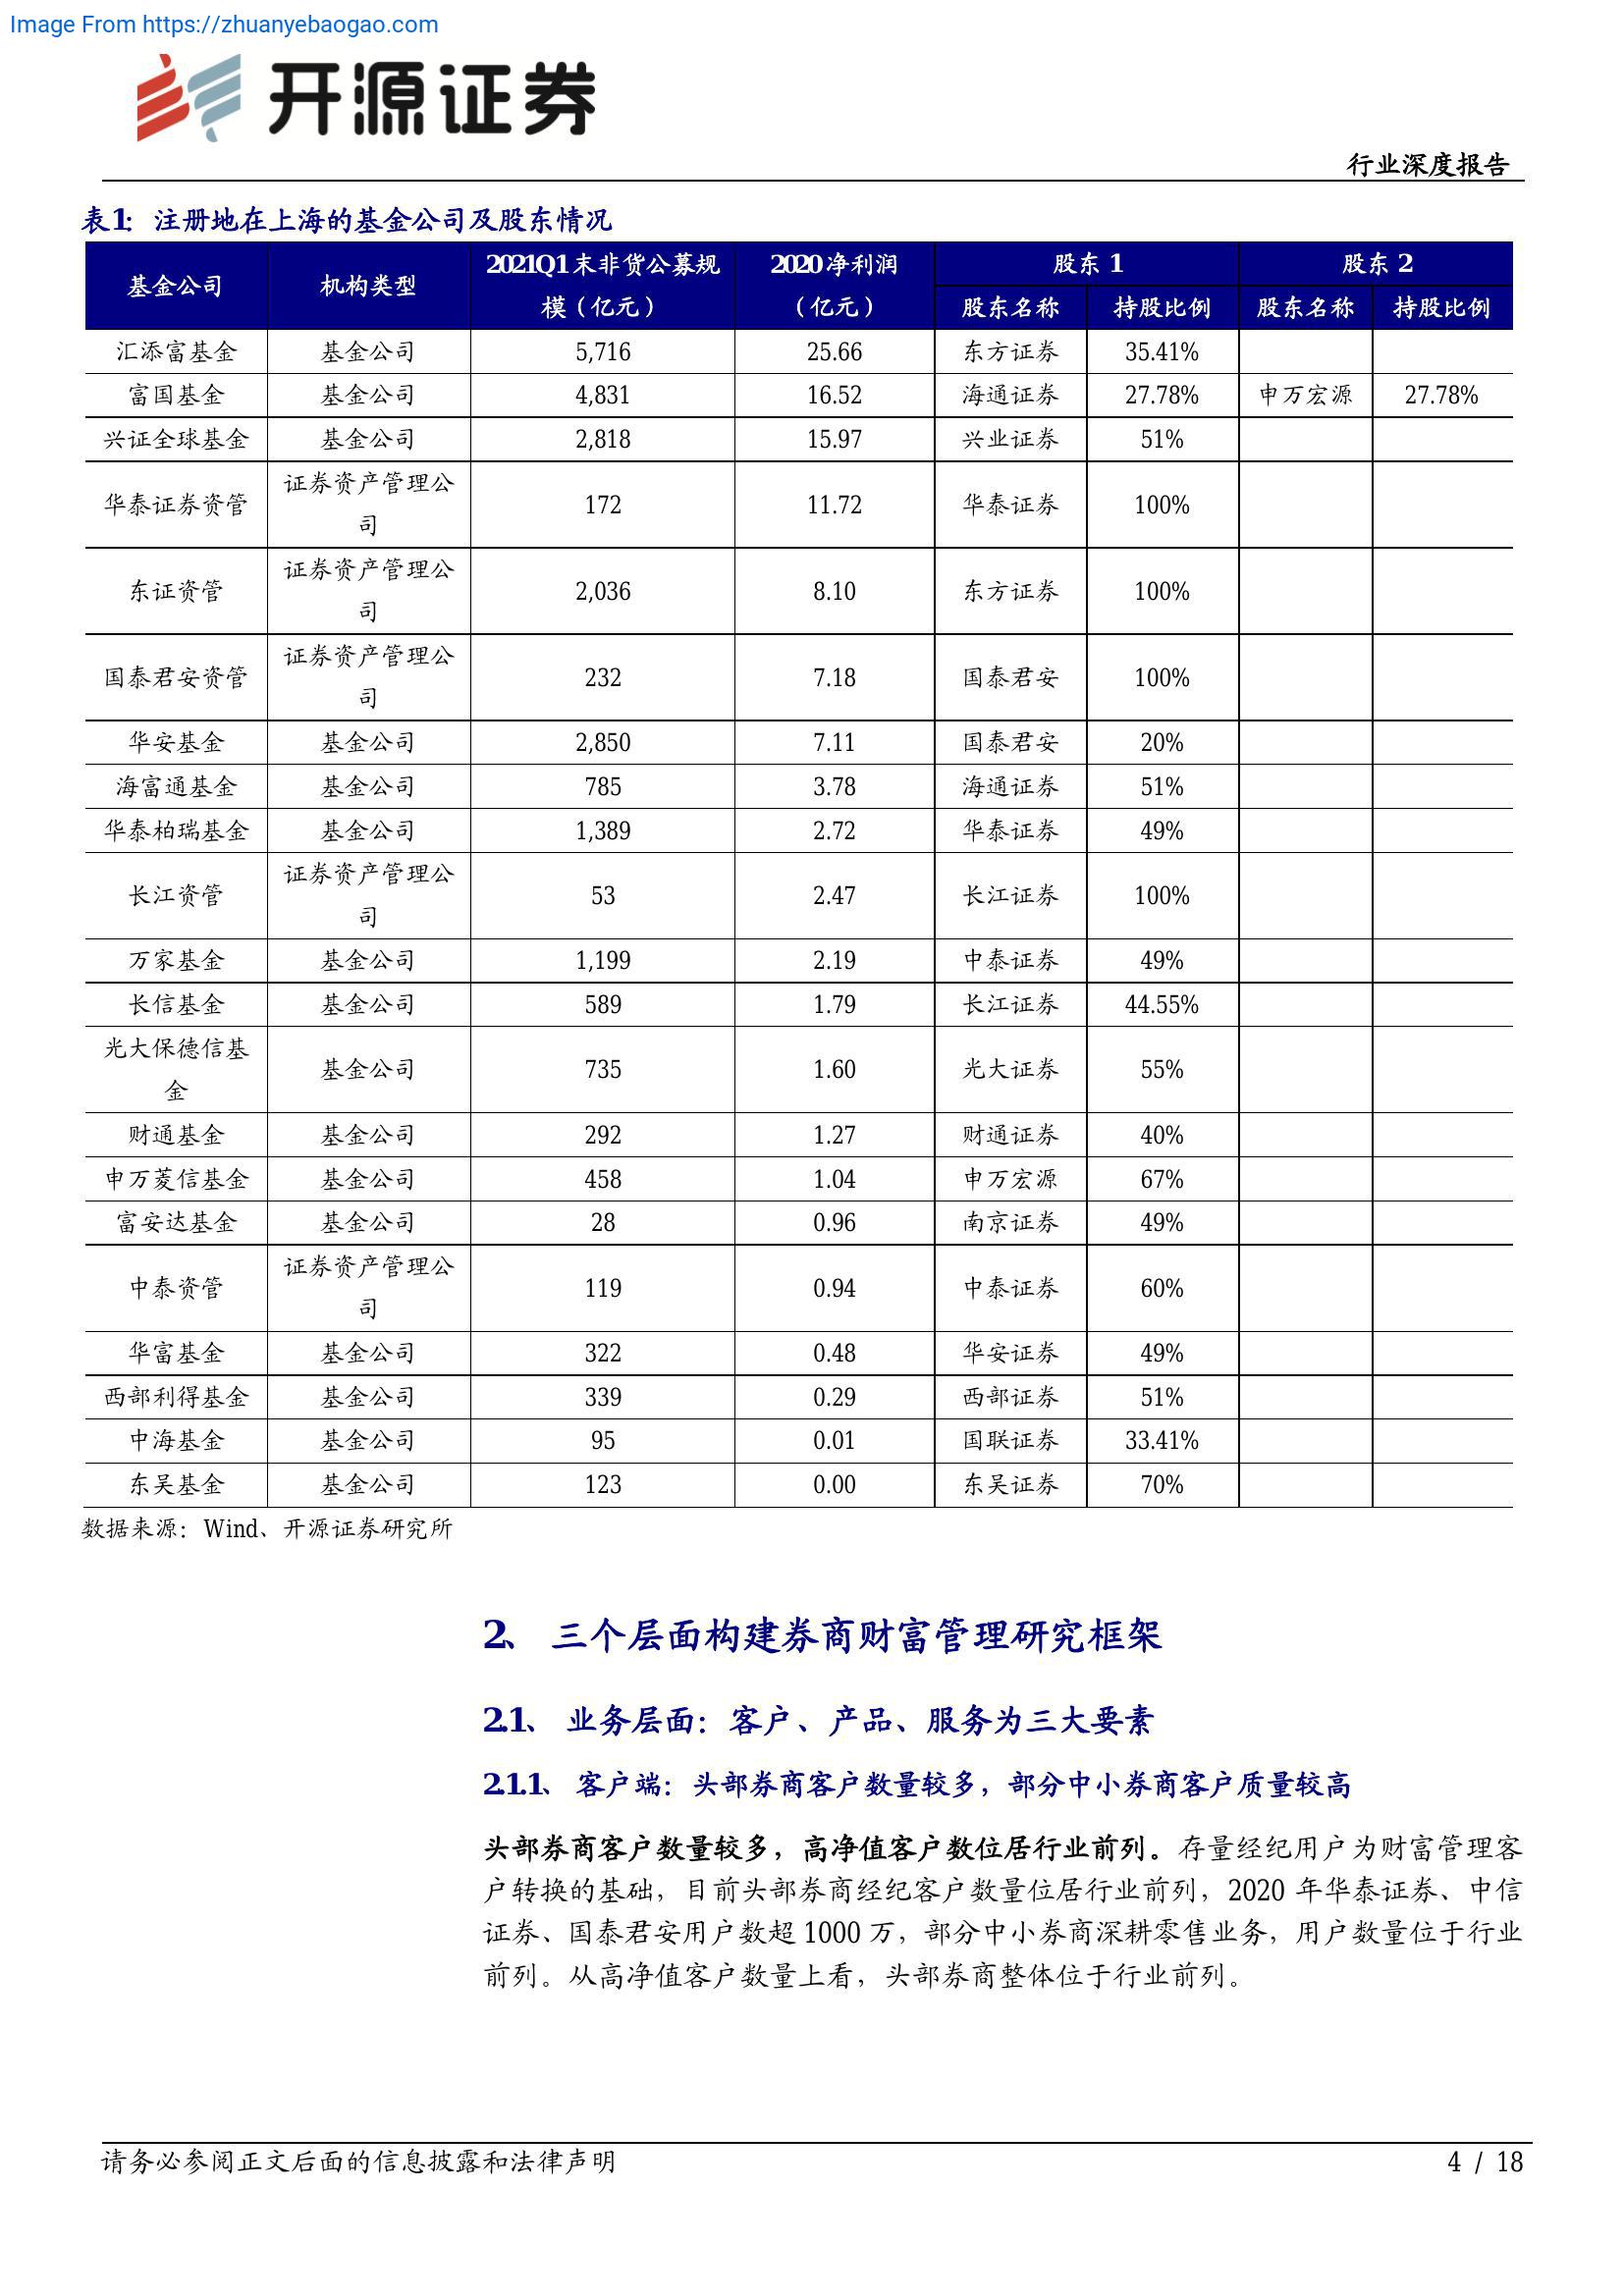 Image From https://zhuanyebaogao.com
开源证券
行业深度报告
表1： 注册地在上海的基金公司及股东情况
基金公司 机构类型 2021Q1 末非货公募规模（亿元） 2020 净利润（亿元） 股东 1 股东 2
股东名称 持股比例 股东名称 持股比例
汇添富基金 基金公司 5,716 25.66 东方证券 35.41%
富国基金 基金公司 4,831 16.52 海通证券 27.78% 申万宏源 27.78%
兴证全球基金 基金公司 2,818 15.97 兴业证券 51%
华泰证券资管 证券资产管理公司 172 11.72 华泰证券 100%
东证资管 证券资产管理公司 2,036 8.10 东方证券 100%
国泰君安资管 证券资产管理公司 232 7.18 国泰君安 100%
华安基金 基金公司 2,850 7.11 国泰君安 20%
海富通基金 基金公司 785 3.78 海通证券 51%
华泰柏瑞基金 基金公司 1,389 2.72 华泰证券 49%
长江资管 证券资产管理公司 53 2.47 长江证券 100%
万家基金 基金公司 1,199 2.19 中泰证券 49%
长信基金 基金公司 589 1.79 长江证券 44.55%
光大保德信基金 基金公司 735 1.60 光大证券 55%
财通基金 基金公司 292 1.27 财通证券 40%
申万菱信基金 基金公司 458 1.04 申万宏源 67%
富安达基金 基金公司 28 0.96 南京证券 49%
中泰资管 证券资产管理公司 119 0.94 中泰证券 60%
华富基金 基金公司 322 0.48 华安证券 49%
西部利得基金 基金公司 339 0.29 西部证券 51%
中海基金 基金公司 95 0.01 国联证券 33.41%
东吴基金 基金公司 123 0.00 东吴证券 70%
数据来源：Wind、开源证券研究所
2、 三个层面构建券商财富管理研究框架
2.1、 业务层面：客户、产品、服务为三大要素
2.1.1、 客户端：头部券商客户数量较多，部分中小券商客户质量较高
头部券商客户数量较多，高净值客户数位居行业前列。存量经纪用户为财富管理客
户转换的基础，目前头部券商经纪客户数量位居行业前列，2020 年华泰证券、中信
证券、国泰君安用户数超 1000 万，部分中小券商深耕零售业务，用户数量位于行业
前列。从高净值客户数量上看，头部券商整体位于行业前列。
请务必参阅正文后面的信息披露和法律声明
4 / 18